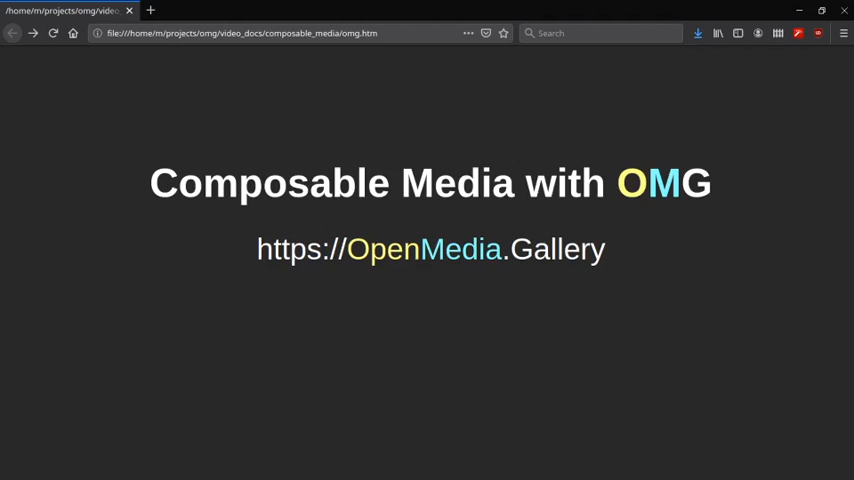 /home/m/projects/omg/video_
file:///home/m/projects/omg/video_docs/composable_media/omg.htm
Search
Composable Media with OMG
https://OpenMedia.Gallery